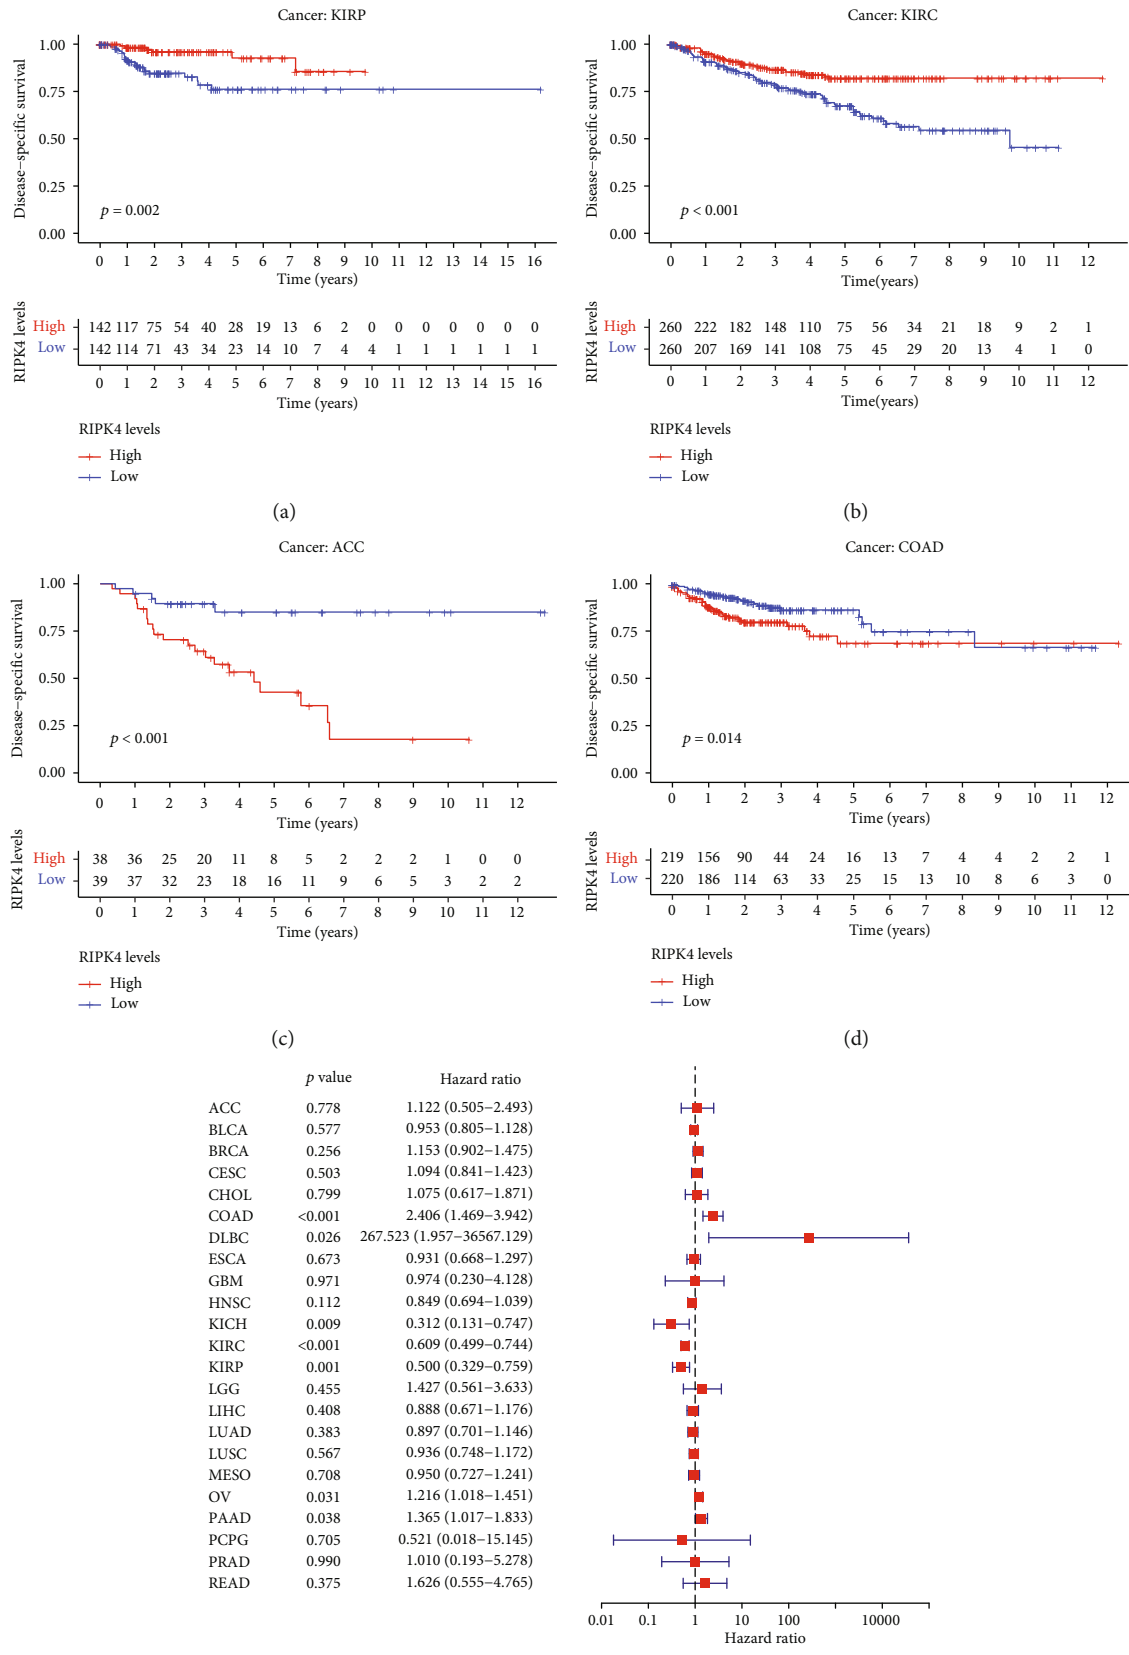 Cancer: KIRP
Disease−specific survival
1.00
0.75
0.50
0.25
0.00
p = 0.002
0 1 2 3 4 5 6 7 8 9 10 11 12 13 14 15 16
Time (years)
RIPK4 levels
High 142 117 75 54 40 28 19 13 6 2 0 0 0 0 0 0 0
Low 142 114 71 43 34 23 14 10 7 4 4 1 1 1 1 1 1
0 1 2 3 4 5 6 7 8 9 10 11 12 13 14 15 16
Time (years)
RIPK4 levels
High
Low
(a)
Cancer: KIRC
Disease−specific survival
1.00
0.75
0.50
0.25
0.00
p < 0.001
0 1 2 3 4 5 6 7 8 9 10 11 12
Time(years)
RIPK4 levels
High 260 222 182 148 110 75 56 34 21 18 9 2 1
Low 260 207 169 141 108 75 45 29 20 13 4 1 0
0 1 2 3 4 5 6 7 8 9 10 11 12
Time(years)
RIPK4 levels
High
Low
(b)
Cancer: ACC
Disease−specific survival
1.00
0.75
0.50
0.25
0.00
p < 0.001
0 1 2 3 4 5 6 7 8 9 10 11 12
Time (years)
RIPK4 levels
High 38 36 25 20 11 8 5 2 2 2 1 0 0
Low 39 37 32 23 18 16 11 9 6 5 3 2 2
0 1 2 3 4 5 6 7 8 9 10 11 12
Time (years)
RIPK4 levels
High
Low
(c)
Cancer: COAD
Disease−specific survival
1.00
0.75
0.50
0.25
0.00
p = 0.014
0 1 2 3 4 5 6 7 8 9 10 11 12
Time (years)
RIPK4 levels
High 219 156 90 44 24 16 13 7 4 4 2 2 1
Low 220 186 114 63 33 25 15 13 10 8 6 3 0
0 1 2 3 4 5 6 7 8 9 10 11 12
Time (years)
RIPK4 levels
High
Low
(d)
p value Hazard ratio
ACC 0.778 1.122 (0.505−2.493)
BLCA 0.577 0.953 (0.805−1.128)
BRCA 0.256 1.153 (0.902−1.475)
CESC 0.503 1.094 (0.841−1.423)
CHOL 0.799 1.075 (0.617−1.871)
COAD <0.001 2.406 (1.469−3.942)
DLBC 0.026 267.523 (1.957−36567.129)
ESCA 0.673 0.931 (0.668−1.297)
GBM 0.971 0.974 (0.230−4.128)
HNSC 0.112 0.849 (0.694−1.039)
KICH 0.009 0.312 (0.131−0.747)
KIRC <0.001 0.609 (0.499−0.744)
KIRP 0.001 0.500 (0.329−0.759)
LGG 0.455 1.427 (0.561−3.633)
LIHC 0.408 0.888 (0.671−1.176)
LUAD 0.383 0.897 (0.701−1.146)
LUSC 0.567 0.936 (0.748−1.172)
MESO 0.708 0.950 (0.727−1.241)
OV 0.031 1.216 (1.018−1.451)
PAAD 0.038 1.365 (1.017−1.833)
PCPG 0.705 0.521 (0.018−15.145)
PRAD 0.990 1.010 (0.193−5.278)
READ 0.375 1.626 (0.555−4.765)
0.01 0.1 1 10 100 10000
Hazard ratio